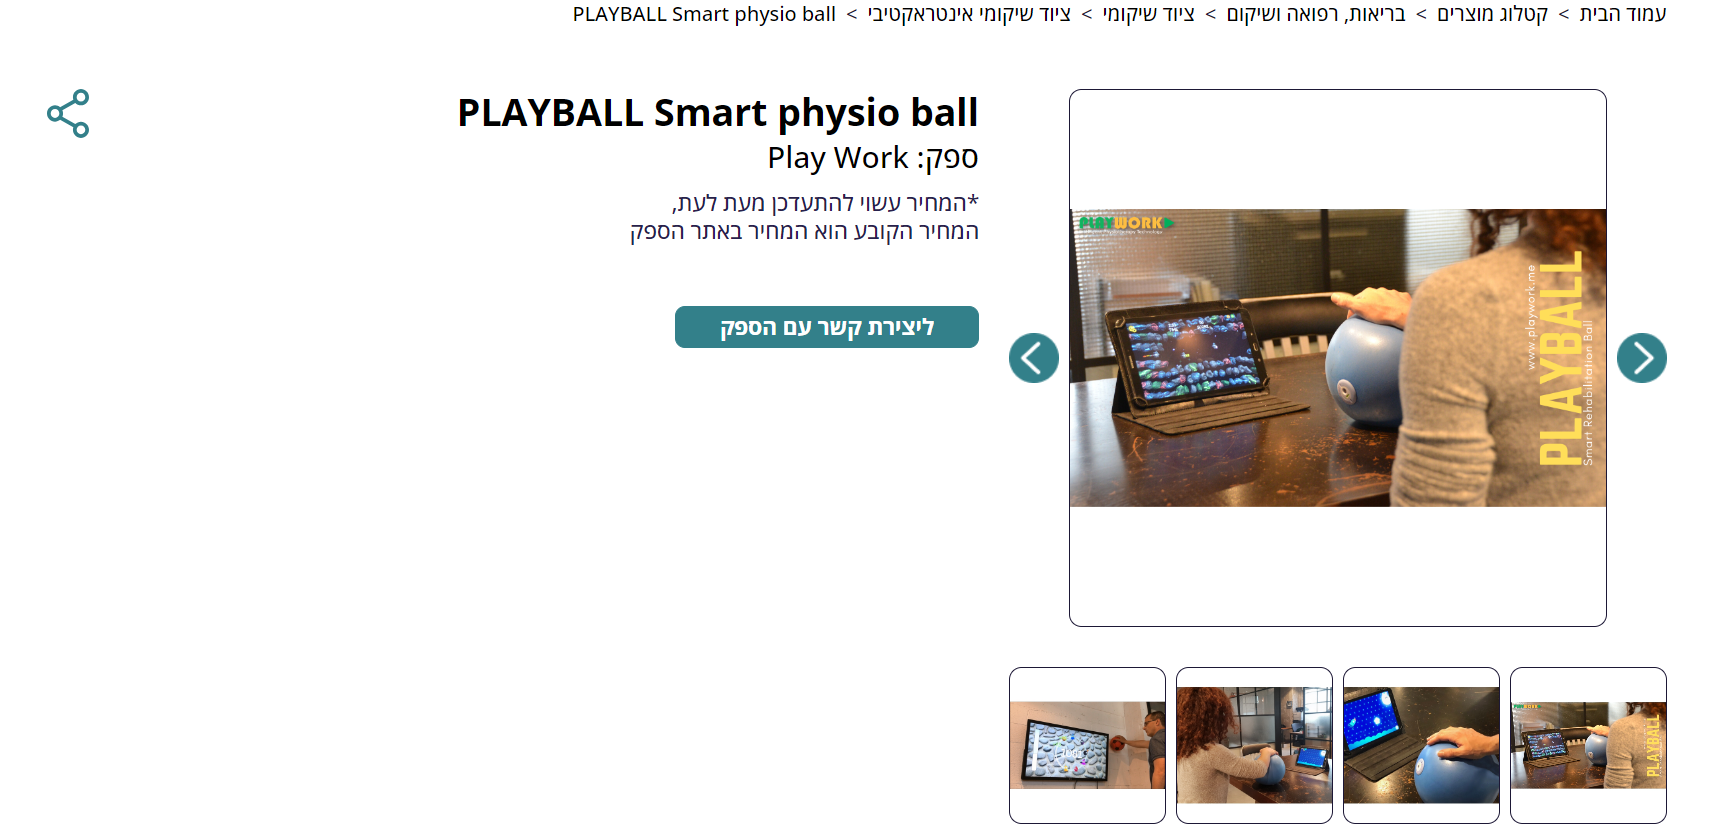 עמוד הבית > קטלוג מוצרים > בריאות, רפואה ושיקום > ציוד שיקומי > ציוד שיקומי אינטראקטיבי > PLAYBALL Smart physio ball
PLAYBALL Smart physio ball
ספק: Play Work
*המחיר עשוי להתעדכן מעת לעת,
המחיר הקובע הוא המחיר באתר הספק
ליצירת קשר עם הספק
PLAYWORK
www.playwork.me
PLAYBALL
Smart Rehabilitation Ball
PLAYBALL